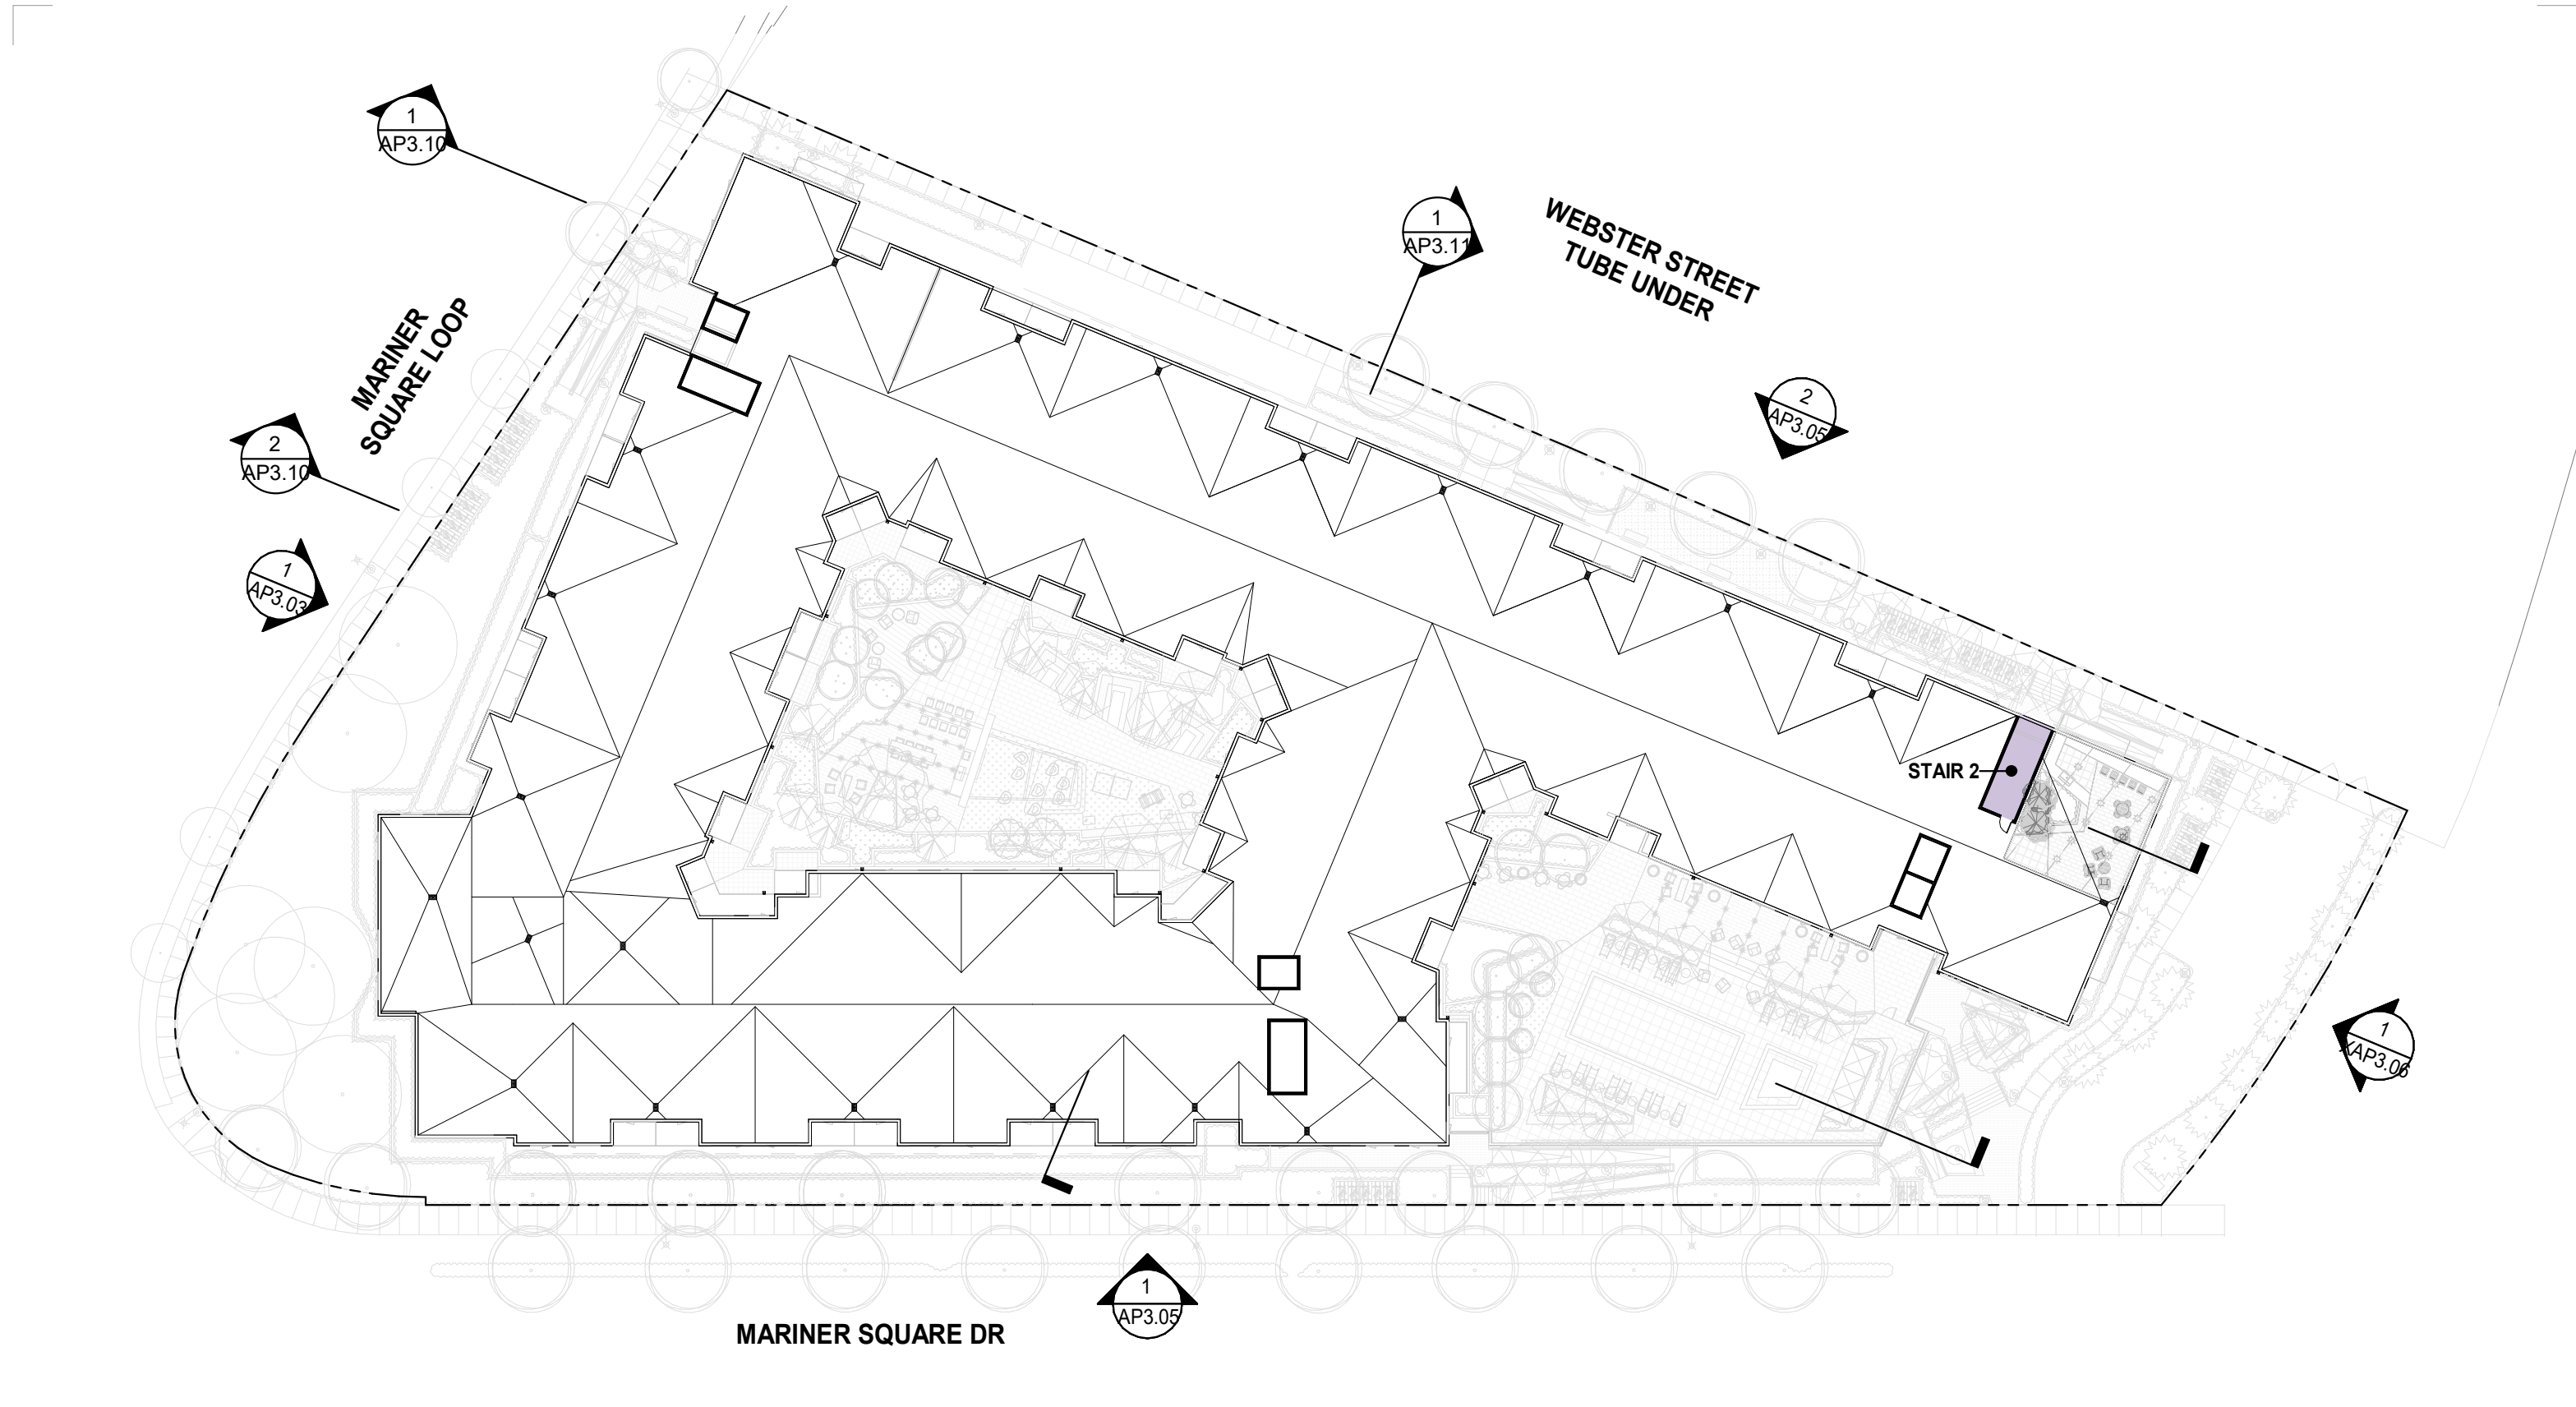 1
AP3.10
1
AP3.11
WEBSTER STREET
TUBE UNDER
MARINER
SQUARE LOOP
2
AP3.05
2
AP3.10
1
AP3.03
STAIR 2
1
XAP3.06
1
AP3.05
MARINER SQUARE DR